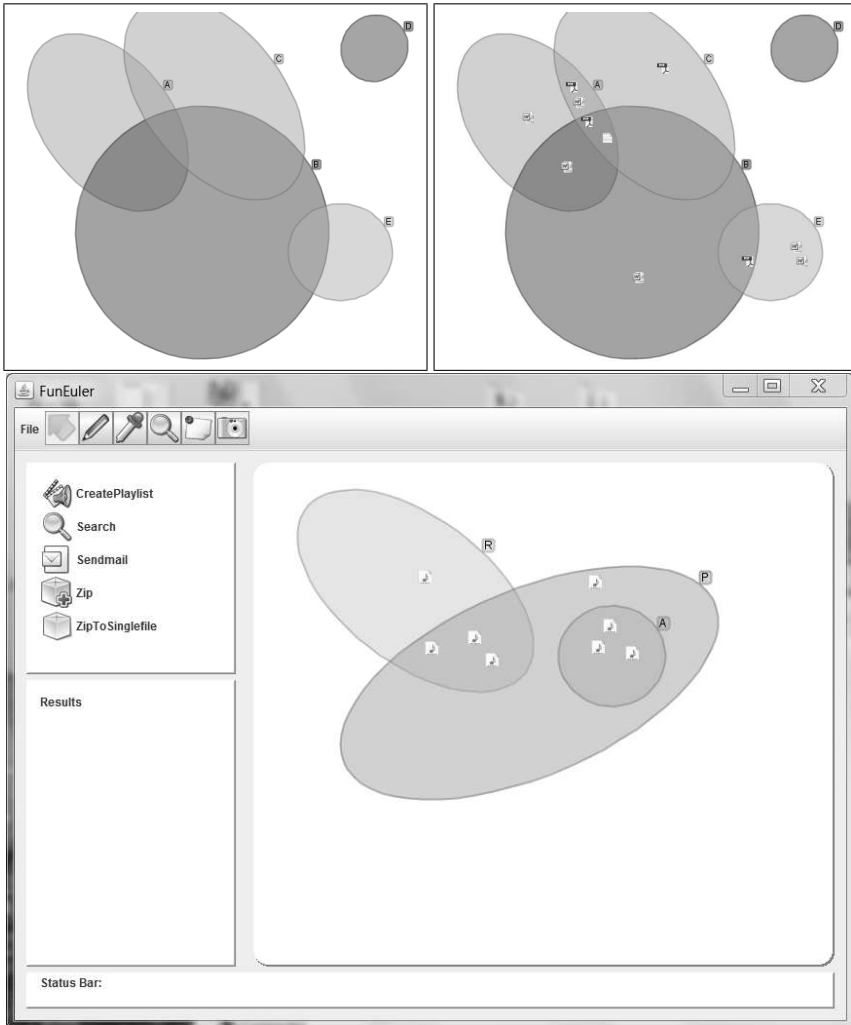 A
C
D
B
E
A
C
D
B
E
FunEuler
File
CreatePlaylist
Search
Sendmail
Zip
ZipToSinglefile
Results
R
P
A
Status Bar: